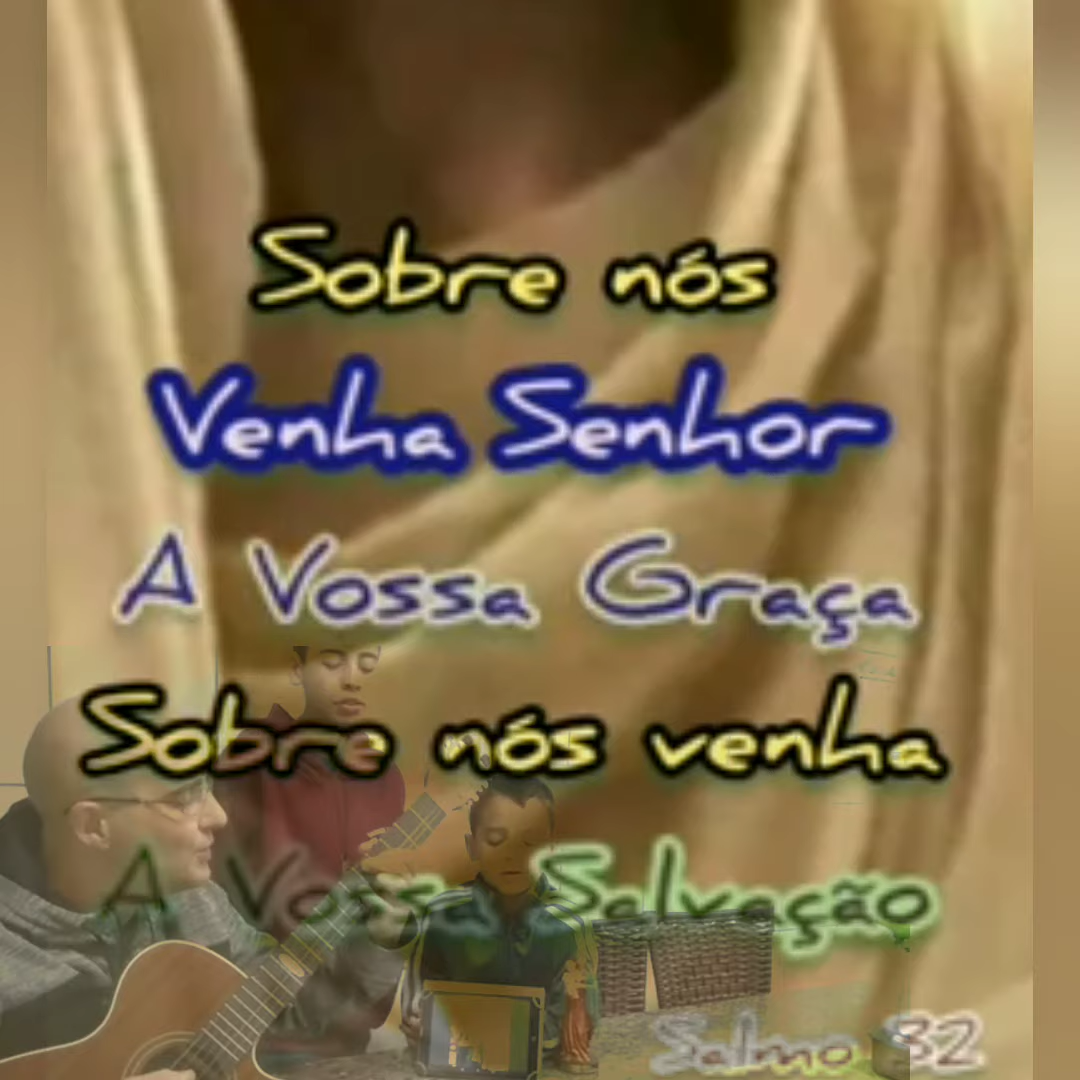 Sobre nós
Venha Senhor
A Vossa Graça
Sobre nós venha
A Vossa Salvação
Salmo 32